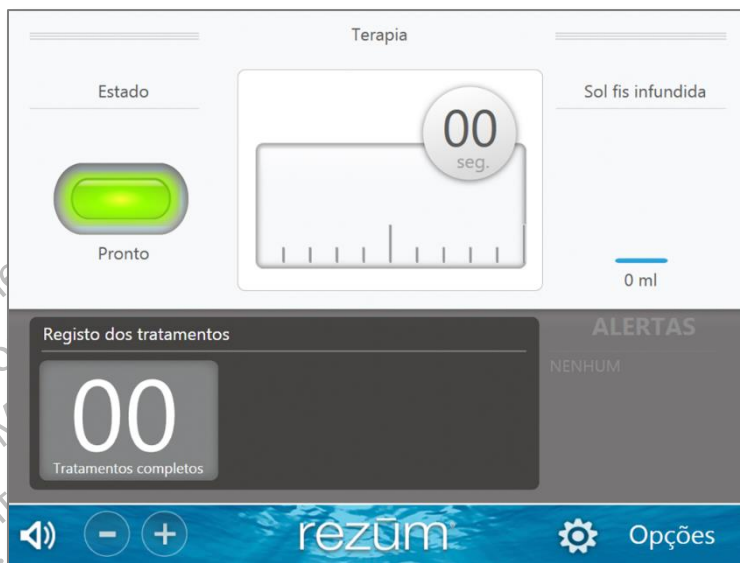 Terapia
Estado
Sol fis infundida
00
seg.
Pronto
0 ml
Registo dos tratamentos
ALERTAS
NENHUM
00
Tratamentos completos
- +
rezūm
Opções